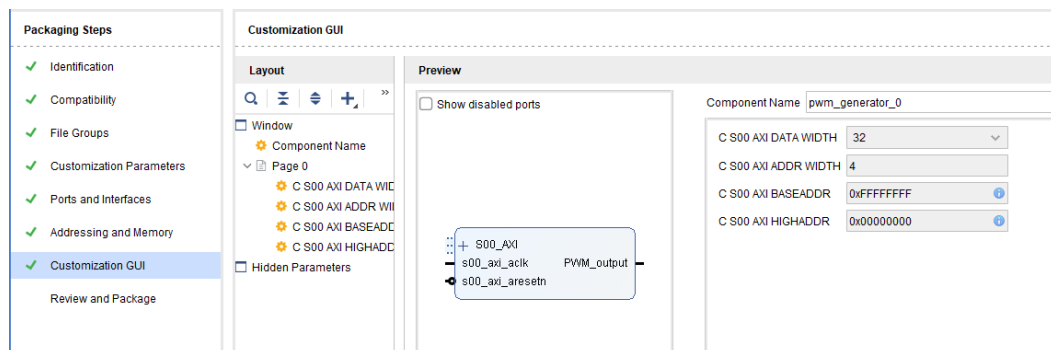 Packaging Steps
Identification
Compatibility
File Groups
Customization Parameters
Ports and Interfaces
Addressing and Memory
Customization GUI
Review and Package
Customization GUI
Layout
»
Window
Component Name
Page 0
C S00 AXI DATA WID
C S00 AXI ADDR WI
C S00 AXI BASEADD
C S00 AXI HIGHADD
Hidden Parameters
Preview
Show disabled ports
S00_AXI
s00_axi_aclk PWM_output
s00_axi_aresetn
Component Name pwm_generator_0
C S00 AXI DATA WIDTH 32
C S00 AXI ADDR WIDTH 4
C S00 AXI BASEADDR 0xFFFFFFFF
C S00 AXI HIGHADDR 0x00000000